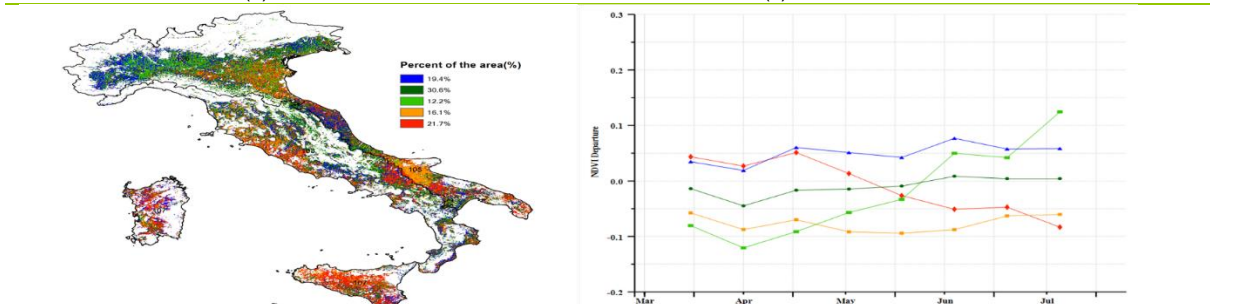 Percent of the area(%)
19.4%
30.6%
12.2%
16.1%
21.7%
0.3
0.2
0.1
0.0
-0.1
-0.2
NDVI Departure
Mar
Apr
May
Jun
Jul